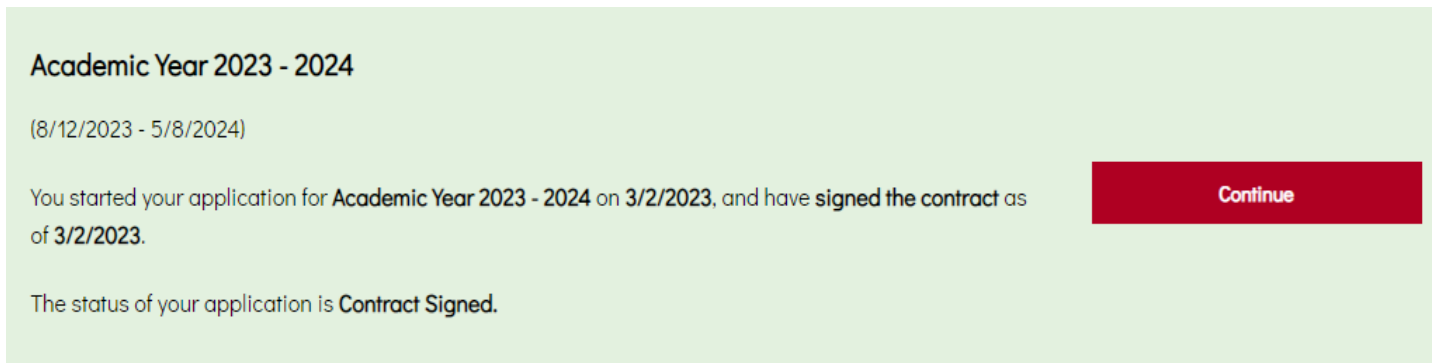 Academic Year 2023 - 2024
(8/12/2023 - 5/8/2024)
You started your application for Academic Year 2023 - 2024 on 3/2/2023, and have signed the contract as
of 3/2/2023.
Continue
The status of your application is Contract Signed.